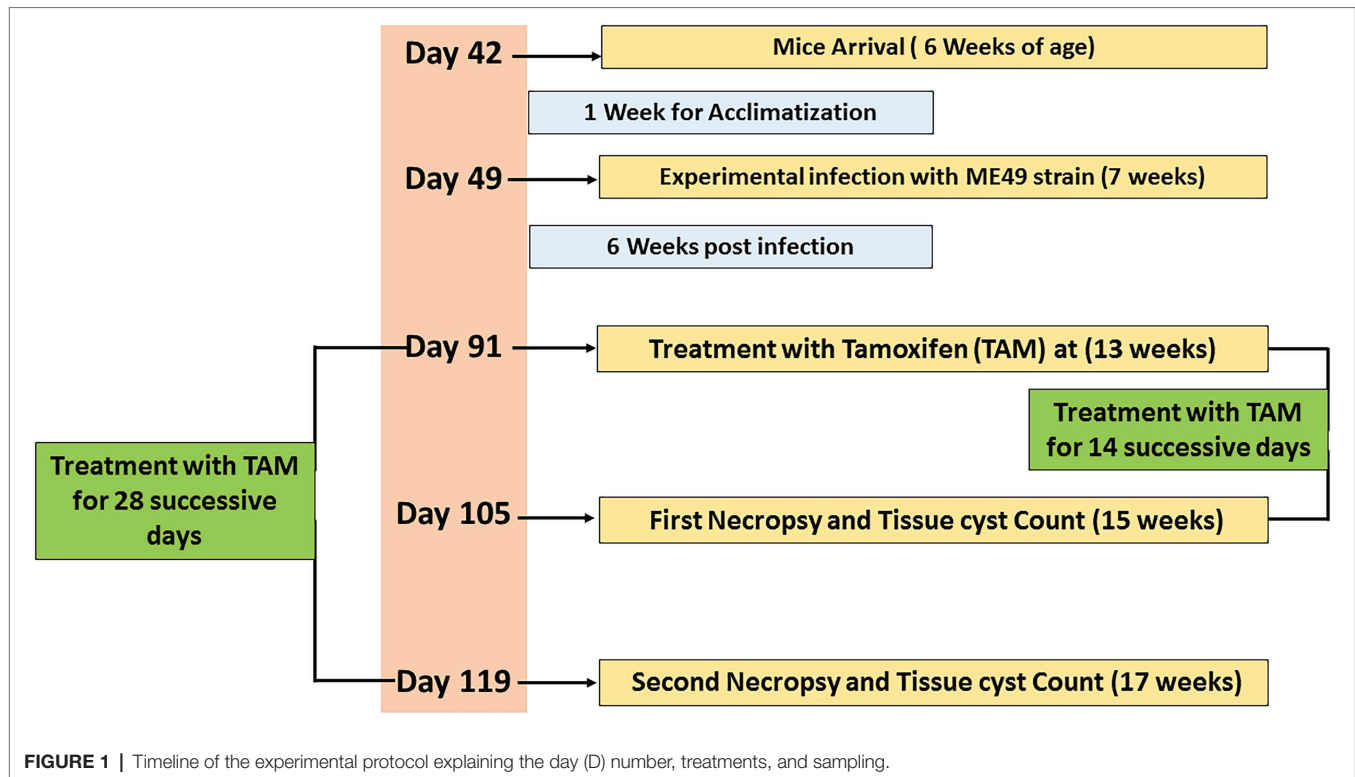 Day 42
Mice Arrival ( 6 Weeks of age)
1 Week for Acclimatization
Day 49
Experimental infection with ME49 strain (7 weeks)
6 Weeks post infection
Day 91
Treatment with Tamoxifen (TAM) at (13 weeks)
Treatment with TAM
for 14 successive days
Treatment with TAM
for 28 successive
days
Day 105
First Necropsy and Tissue cyst Count (15 weeks)
Day 119
Second Necropsy and Tissue cyst Count (17 weeks)
FIGURE 1 | Timeline of the experimental protocol explaining the day (D) number, treatments, and sampling.